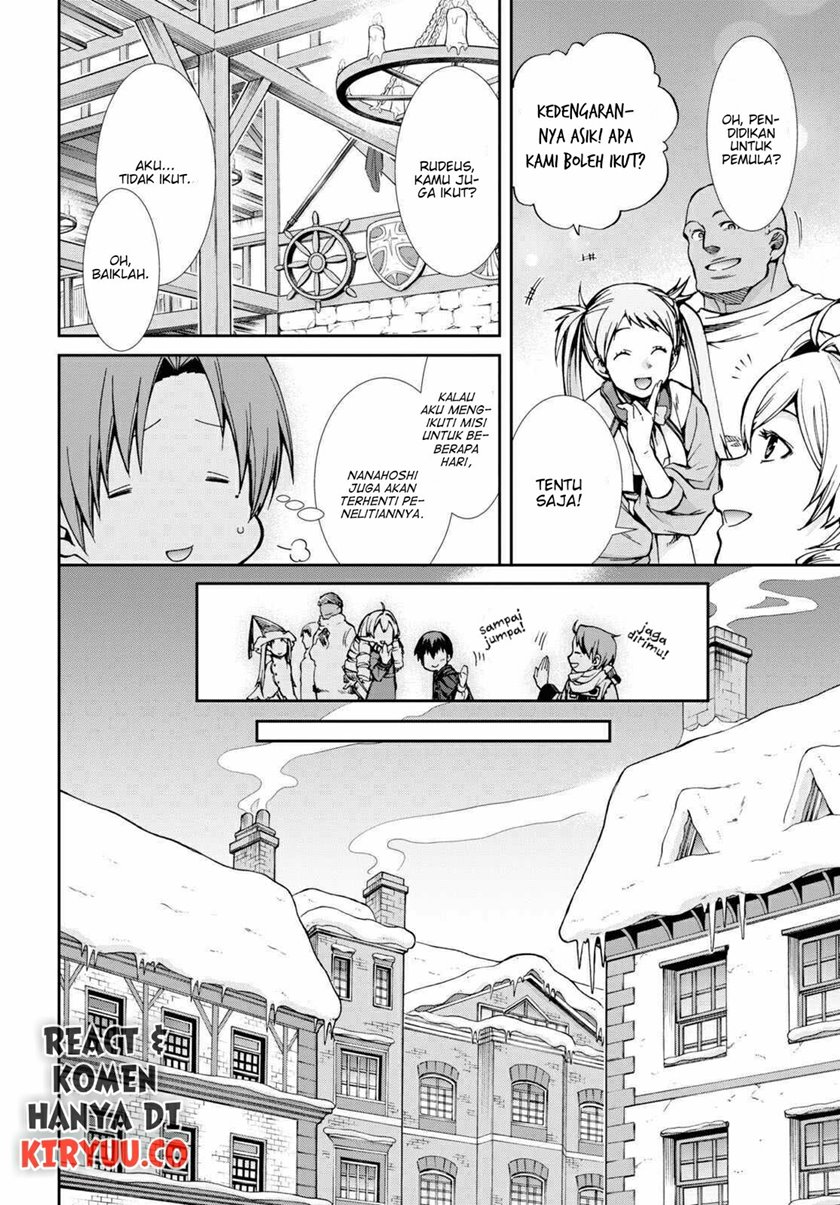 OH, PEN-
DIDIKAN
UNTUK
PEMULA?
KEDENGARAN-
NYA ASIK! APA
KAMI BOLEH IKUT?
TENTU
SAJA!
RUDEUS,
KAMU JU-
GA IKUT?
AKU...
TIDAK IKUT.
OH,
BAIKLAH.
KALAU
AKU MENG-
IKUTI MISI
UNTUK BE-
BERAPA
HARI,
NANAHOSHI
JUGA AKAN
TERHENTI PE-
NELITIANNYA.
jaga
dirimu!
sampai
jumpa!
REACT &
KOMEN
HANYA DI
KIRYUU.CO